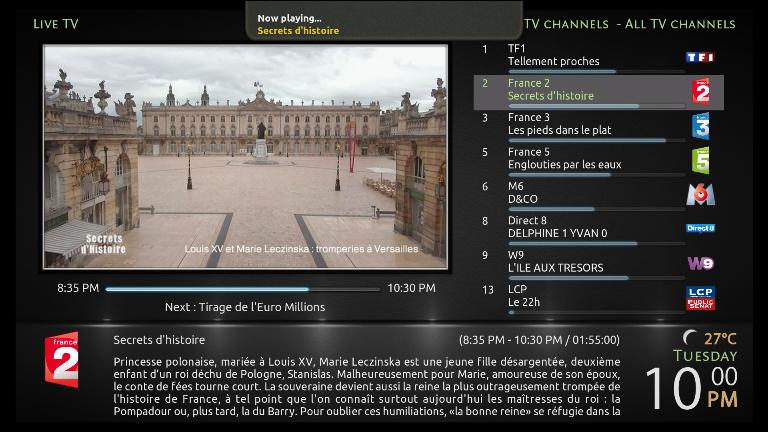 Live TV
Now playing...
Secrets d'histoire
TV channels - All TV channels
Secrets
d'Histoire
Louis XV et Marie Leczinska : tromperies à Versailles
8:35 PM
10:30 PM
Next : Tirage de l'Euro Millions
1
TF1
Tellement proches
TF1
2
France 2
Secrets d'histoire
2
3
France 3
Les pieds dans le plat
3
5
France 5
Englouties par les eaux
5
6
M6
D&CO
M6
8
Direct 8
DELPHINE 1 YVAN 0
Direct 8
9
W9
L'ILE AUX TRESORS
W9
13
LCP
Le 22h
LCP
PUBLIC
SENAT
france
2
Secrets d'histoire
(8:35 PM - 10:30 PM / 01:55:00)
Princesse polonaise, mariée à Louis XV, Marie Leczinska est une jeune fille désargentée, deuxième
enfant d'un roi déchu de Pologne, Stanislas. Malheureusement pour Marie, amoureuse de son époux,
le conte de fées tourne court. La souveraine devient aussi la reine la plus outrageusement trompée de
l'histoire de France, à tel point que l'on connaît surtout aujourd'hui les maîtresses du roi : la
Pompadour ou, plus tard, la du Barry. Pour oublier ces humiliations, «la bonne reine» se réfugie dans la
27°C
Tuesday
10 00
PM